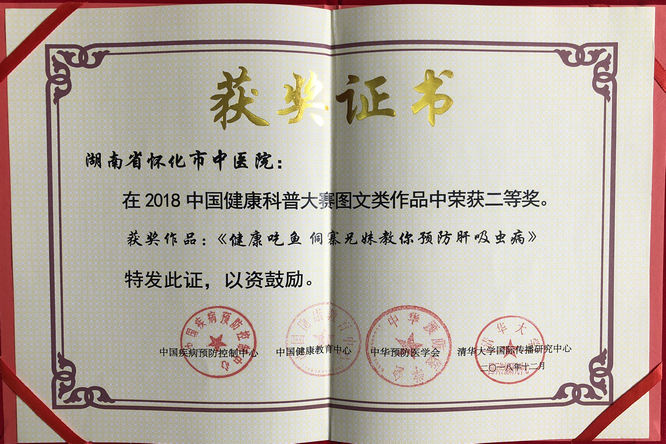 获奖证书
湖南省怀化市中医院：
在2018中国健康科普大赛图文类作品中荣获二等奖。
获奖作品：《健康吃鱼 侗寨兄妹教你预防肝吸虫病》
特发此证，以资鼓励。
中国疾病预防控制中心 中国健康教育中心 中华预防医学会 清华大学国际传播研究中心
二〇一八年十二月